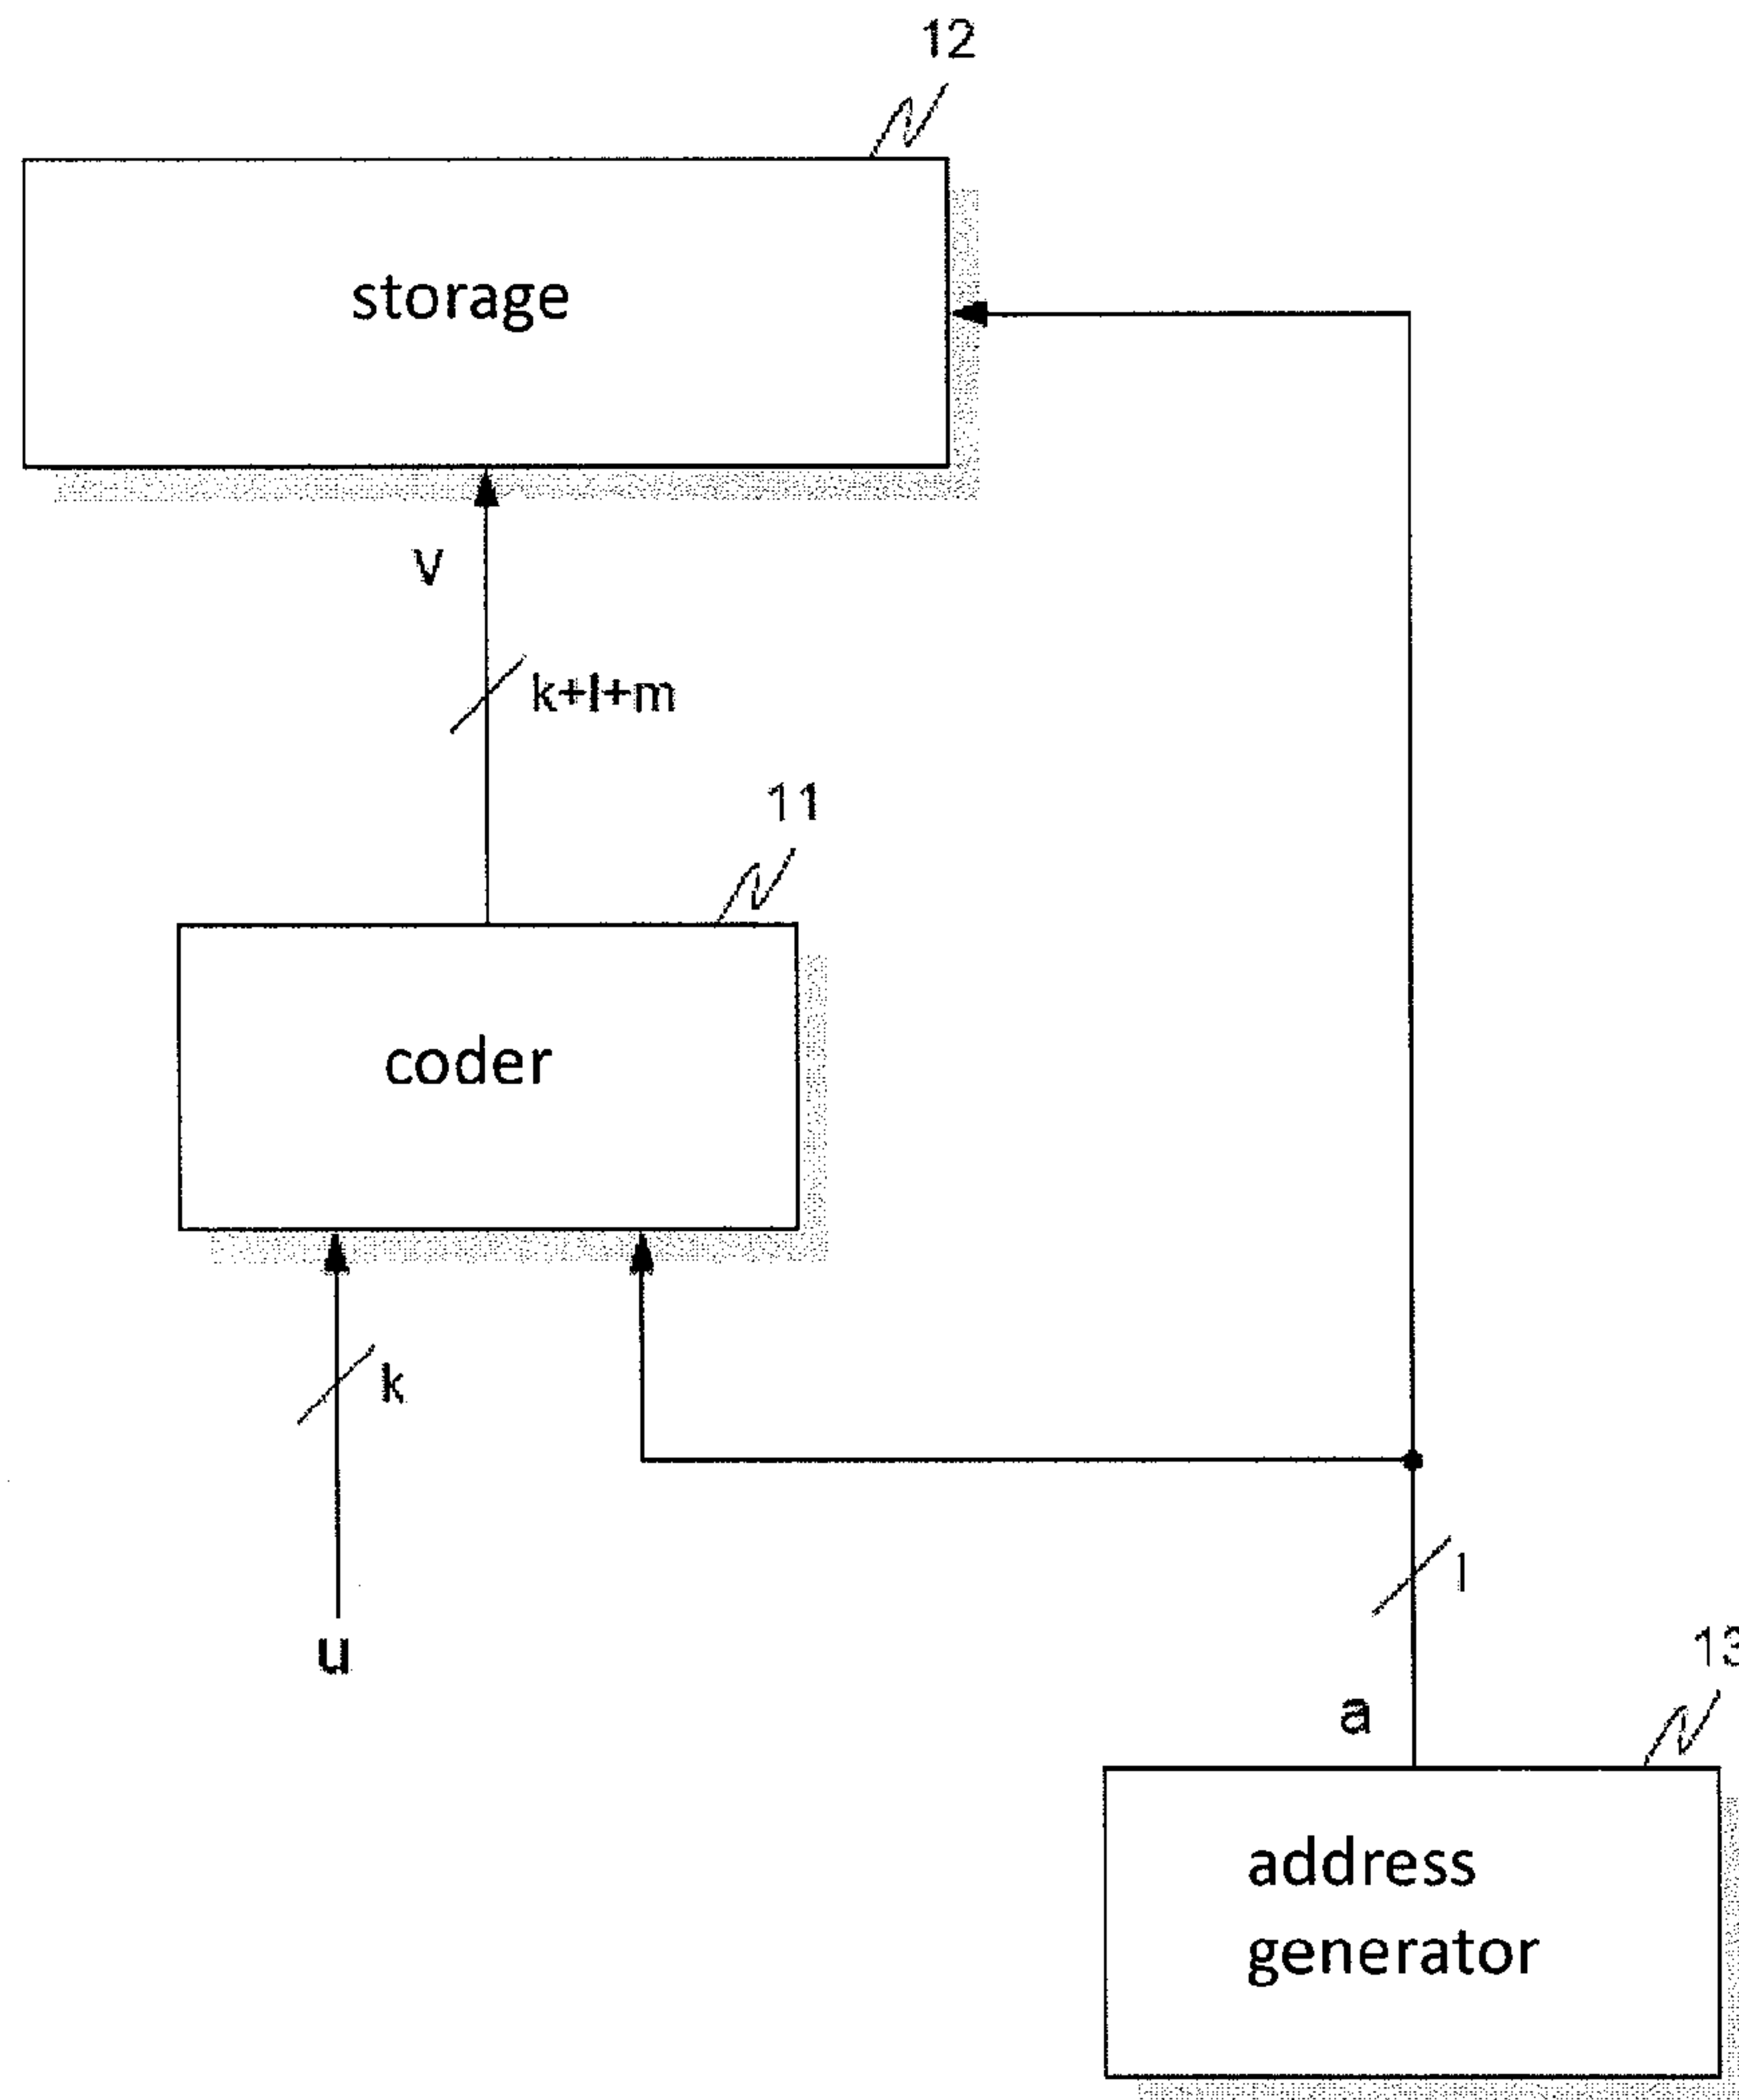 12
storage
v
k+l+m
11
coder
k
l
u
13
a
address
generator